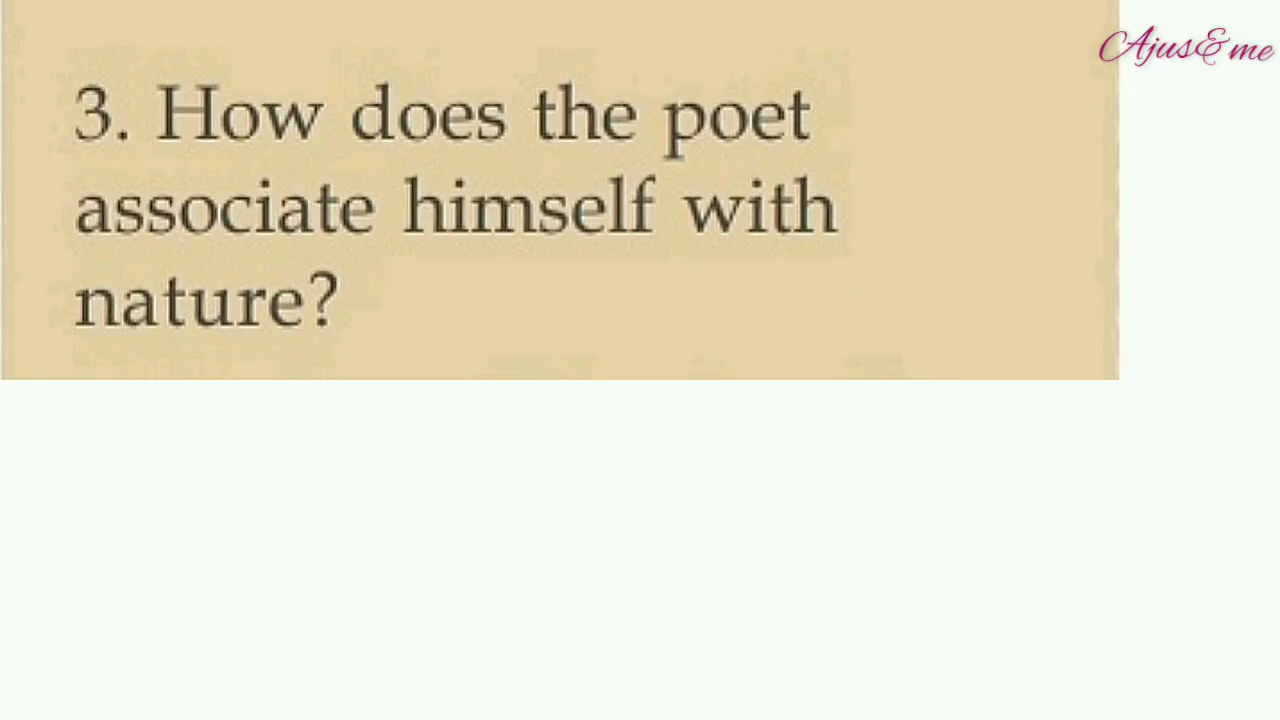 Ajus& me
3. How does the poet
associate himself with
nature?